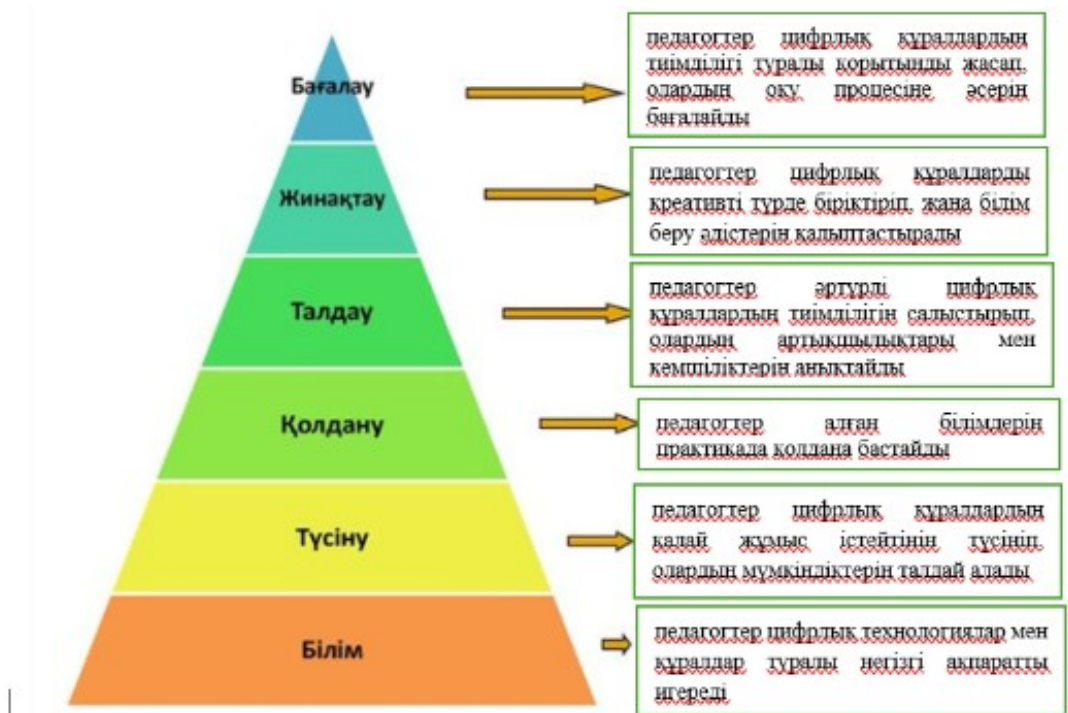 Бағалау
педагогтер цифрлық құралдардың
тиімділігі туралы қорытынды жасап,
олардың оқу процесіне әсерін
бағалайды
Жинақтау
педагогтер цифрлық құралдарды
креативті түрде біріктіріп, жаңа білім
беру әдістерін қалыптастырады
Талдау
педагогтер әртүрлі цифрлық
құралдардың тиімділігін салыстырып,
олардың артықшылықтары мен
кемшіліктерін анықтайды
Қолдану
педагогтер алған білімдерін
практикада қолдана бастайды
Түсіну
педагогтер цифрлық құралдардың
қалай жұмыс істейтінін түсініп,
олардың мүмкіндіктерін талдай алады
Білім
педагогтер цифрлық технологиялар мен
құралдар туралы негізгі ақпаратты
игереді